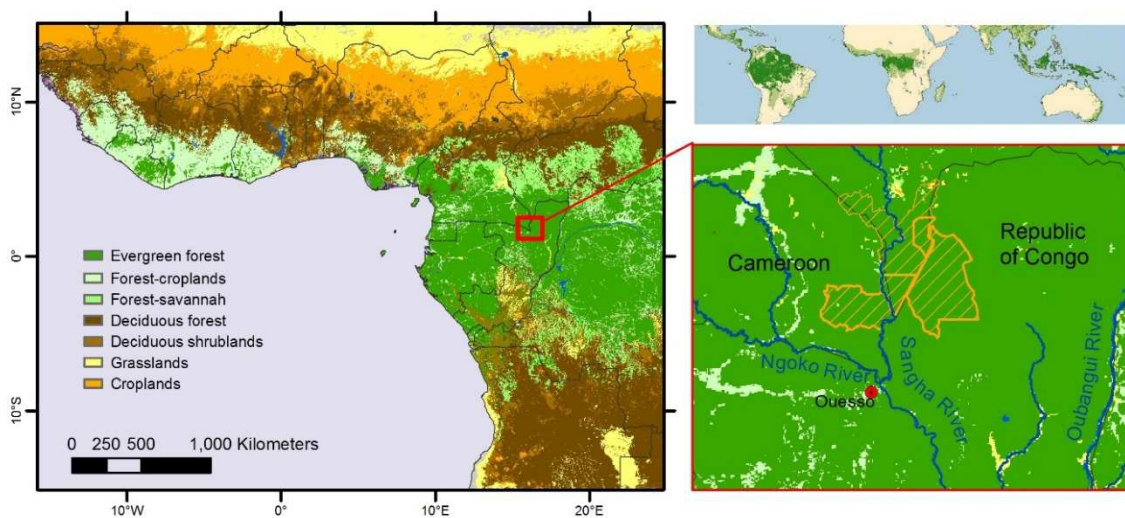 10°N
0°
10°S
Evergreen forest
Forest-croplands
Forest-savannah
Deciduous forest
Deciduous shrublands
Grasslands
Croplands
0 250 500 1,000 Kilometers
10°W 0° 10°E 20°E
Cameroon
Republic
of Congo
Ngoko River
Sangha River
Oubangui River
Ouesso